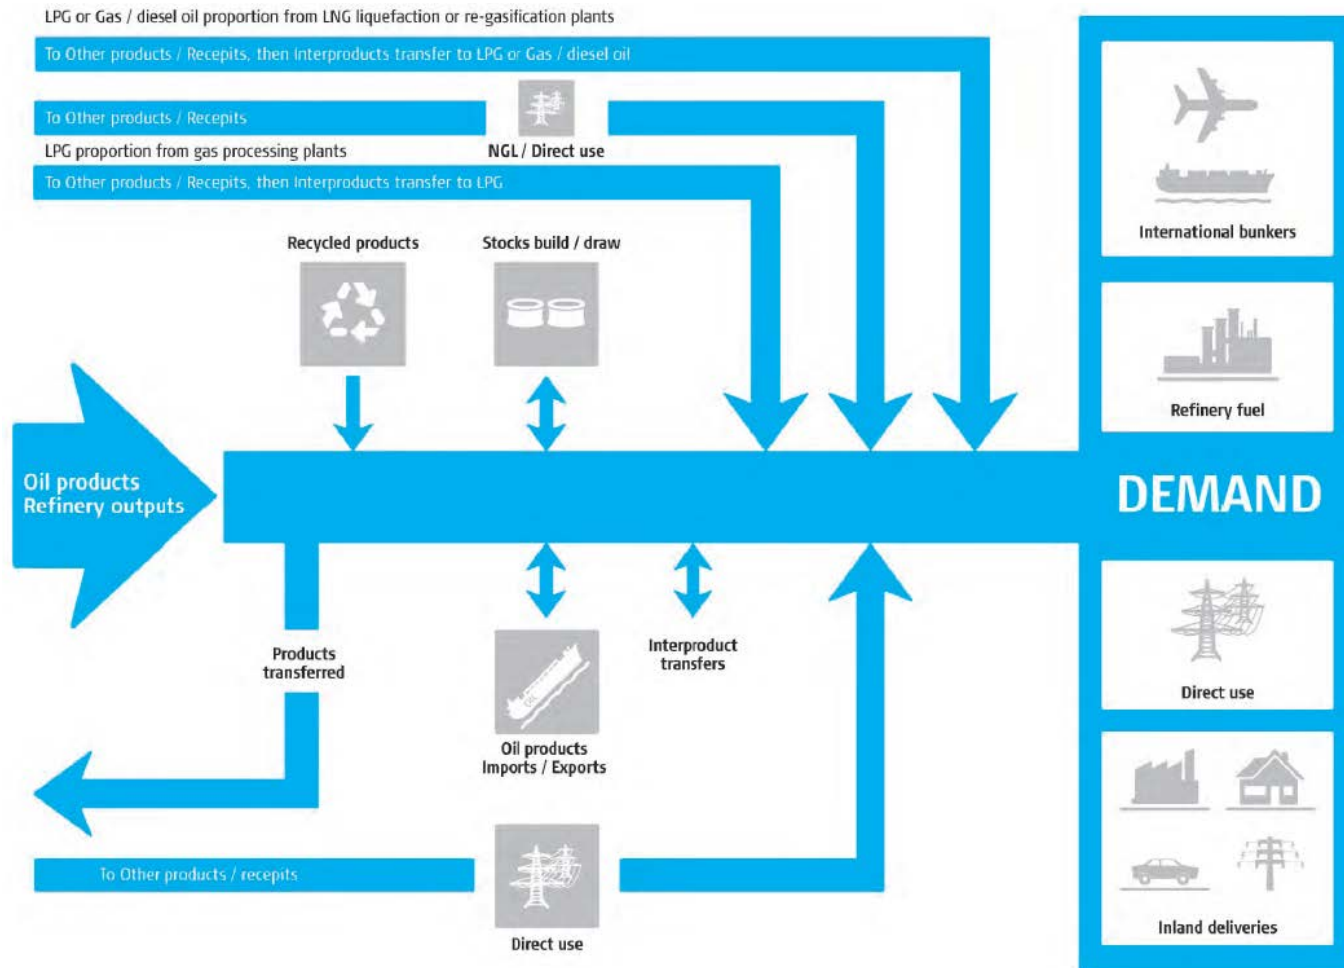 LPG or Gas / diesel oil proportion from LNG liquefaction or re-gasification plants
To Other products / Recepits, then Interproducts transfer to LPG or Gas / diesel oil
To Other products / Recepits
NGL / Direct use
LPG proportion from gas processing plants
To Other products / Recepits, then Interproducts transfer to LPG
International bunkers
Recycled products
Stocks build / draw
Refinery fuel
Oil products
Refinery outputs
DEMAND
Products
transferred
Interproduct
transfers
Oil products
Imports / Exports
Direct use
To Other products / recepits
Direct use
Inland deliveries